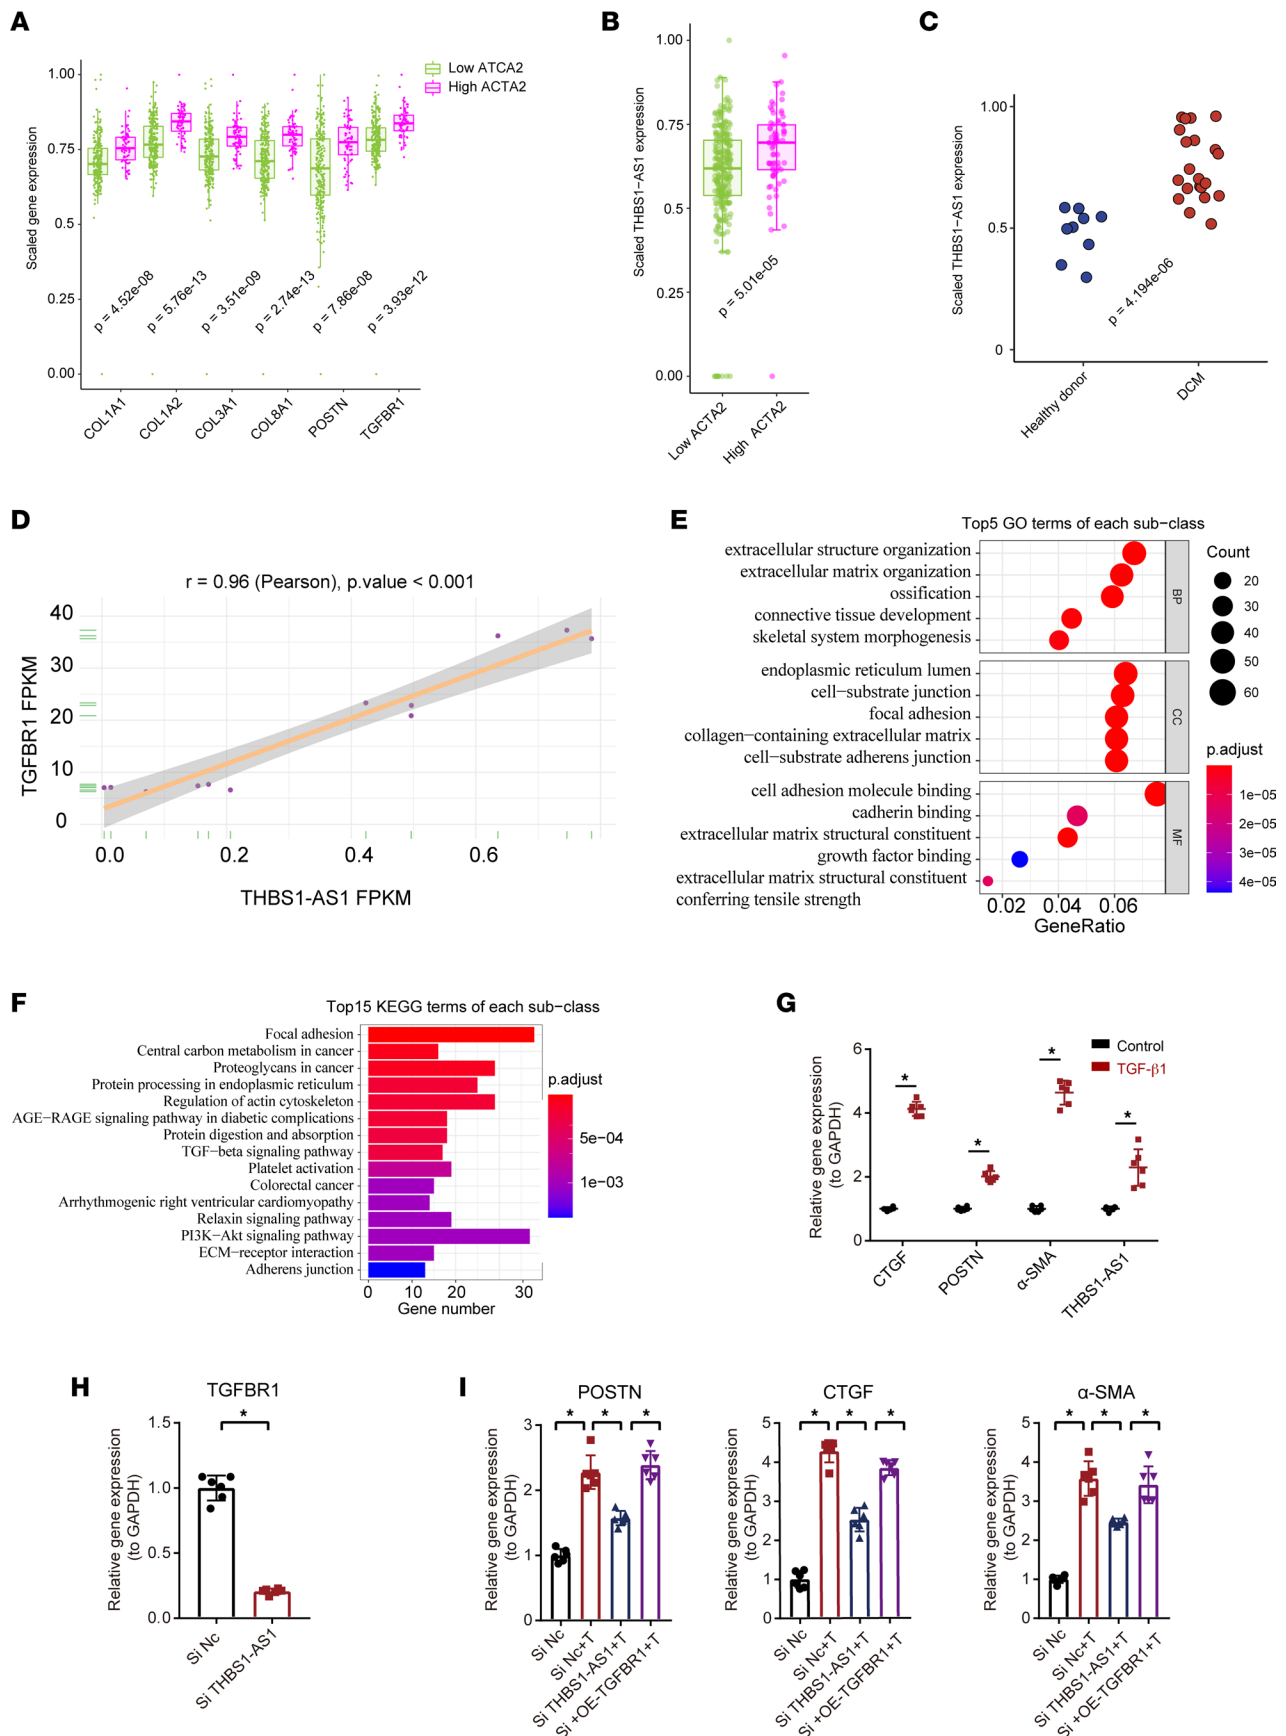 A
Low ATCA2
High ACTA2
Scaled gene expression
1.00
0.75
0.5
0.25
0.00
p = 4.52e-08
p = 5.76e-13
p = 3.51e-09
p = 2.74e-13
p = 7.86e-08
p = 3.93e-12
COL1A1
COL1A2
COL3A1
COL8A1
POSTN
TGFBR1
B
Scaled THBS1−AS1 expression
1.00
0.75
0.5
0.25
0.00
p = 5.01e-05
Low ACTA2
High ACTA2
C
Scaled THBS1−AS1 expression
1.00
0.5
0
p = 4.194e-06
Healthy donor
DCM
D
r = 0.96 (Pearson), p.value < 0.001
TGFBR1 FPKM
40
30
20
10
0
0.0
0.2
0.4
0.6
THBS1-AS1 FPKM
E
Top5 GO terms of each sub−class
extracellular structure organization
extracellular matrix organization
ossification
connective tissue development
skeletal system morphogenesis
BP
endoplasmic reticulum lumen
cell−substrate junction
focal adhesion
collagen−containing extracellular matrix
cell−substrate adherens junction
CC
cell adhesion molecule binding
cadherin binding
extracellular matrix structural constituent
growth factor binding
extracellular matrix structural constituent
conferring tensile strength
MF
0.02
0.04
0.06
GeneRatio
Count
20
30
40
50
60
p.adjust
1e−05
2e−05
3e−05
4e−05
F
Top15 KEGG terms of each sub−class
Focal adhesion
Central carbon metabolism in cancer
Proteoglycans in cancer
Protein processing in endoplasmic reticulum
Regulation of actin cytoskeleton
AGE−RAGE signaling pathway in diabetic complications
Protein digestion and absorption
TGF−beta signaling pathway
Platelet activation
Colorectal cancer
Arrhythmogenic right ventricular cardiomyopathy
Relaxin signaling pathway
PI3K−Akt signaling pathway
ECM−receptor interaction
Adherens junction
0
10
20
30
Gene number
p.adjust
5e−04
1e−03
G
Control
TGF-β1
Relative gene expression
(to GAPDH)
6
4
2
0
*
*
*
*
CTGF
POSTN
α-SMA
THBS1-AS1
H
TGFBR1
Relative gene expression
(to GAPDH)
1.5
1.0
0.5
0.0
*
Si Nc
Si THBS1-AS1
I
POSTN
Relative gene expression
(to GAPDH)
3
2
1
0
*
*
*
Si Nc
Si Nc+T
Si THBS1-AS1+T
Si +OE-TGFBR1+T
CTGF
Relative gene expression
(to GAPDH)
5
4
3
2
1
0
*
*
*
Si Nc
Si Nc+T
Si THBS1-AS1+T
Si +OE-TGFBR1+T
α-SMA
Relative gene expression
(to GAPDH)
5
4
3
2
1
0
*
*
*
Si Nc
Si Nc+T
Si THBS1-AS1+T
Si +OE-TGFBR1+T